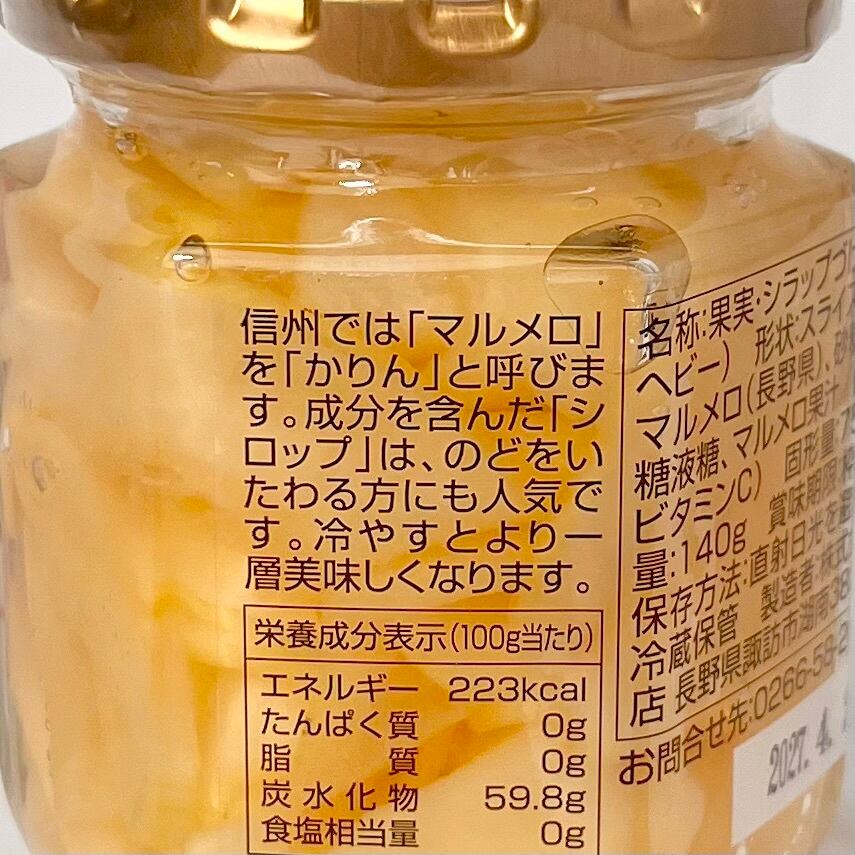 信州では「マルメロ」
を「かりん」と呼びま
す。成分を含んだ「シ
ロップ」は、のどをい
たわる方にも人気で
す。冷やすとより一
層美味しくなります。
栄養成分表示(100g当たり)
エネルギー 223kcal
たんぱく質 0g
脂質 0g
炭水化物 59.8g
食塩相当量 0g
名称:果実・シラップづ
ヘビー) 形状:スライ
マルメロ(長野県)、砂
糖液糖、マルメロ果汁
ビタミンC) 固形量:
量:140g 賞味期限:
保存方法:直射日光を
冷蔵保管 製造者:株式
店 長野県諏訪市湖南38
お問合せ先:0266-58-2
2027. 4.